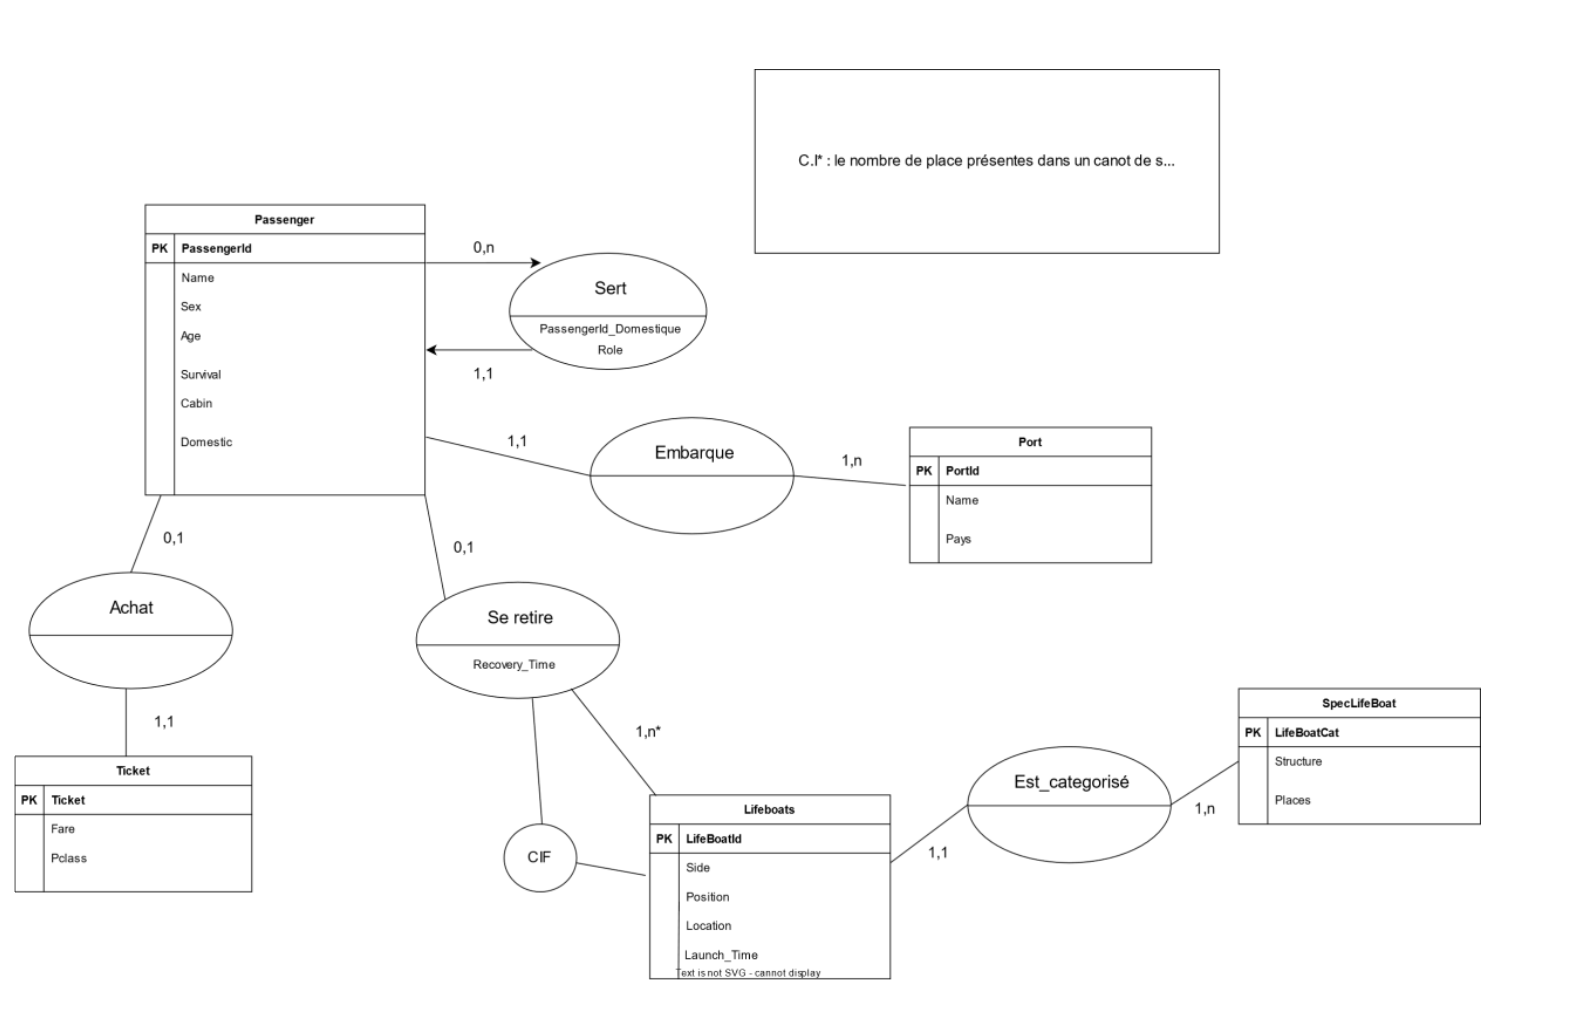 C.I* : le nombre de place présentes dans un canot de s...
Passenger
PK PassengerId
Name
Sex
Age
Survival
Cabin
Domestic
0,n
Sert
PassengerId_Domestique
Role
1,1
1,1
Embarque
1,n
Port
PK PortId
Name
Pays
0,1
Achat
1,1
Ticket
PK Ticket
Fare
Pclass
0,1
Se retire
Recovery_Time
1,n*
CIF
Lifeboats
PK LifeBoatId
Side
Position
Location
Launch_Time
Text is not SVG - cannot display
1,1
Est_categorisé
1,n
SpecLifeBoat
PK LifeBoatCat
Structure
Places